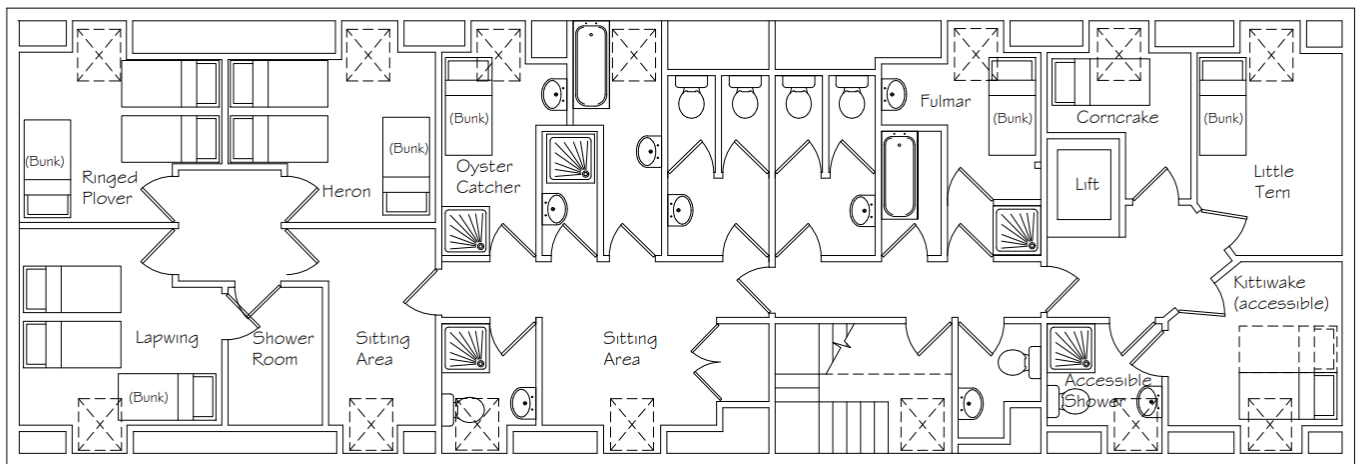 (Bunk)
Ringed
Plover
Heron
(Bunk)
(Bunk)
Oyster
Catcher
Fulmar
(Bunk)
Corncrake
Lift
(Bunk)
Little
Tern
Lapwing
(Bunk)
Shower
Room
Sitting
Area
Sitting
Area
Accessible
Shower
Kittiwake
(accessible)